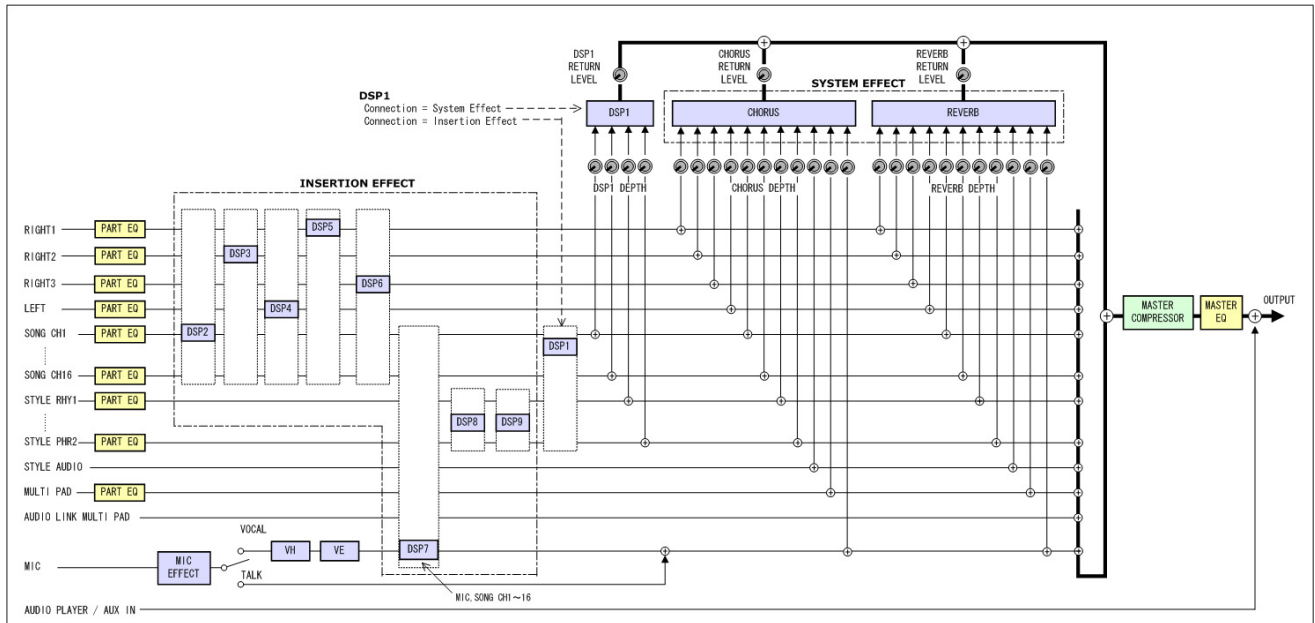 DSP1
RETURN
LEVEL
CHORUS
RETURN
LEVEL
REVERB
RETURN
LEVEL
SYSTEM EFFECT
DSP1
Connection = System Effect
Connection = Insertion Effect
DSP1
CHORUS
REVERB
DSP1 DEPTH
CHORUS DEPTH
REVERB DEPTH
INSERTION EFFECT
RIGHT1
PART EQ
DSP5
RIGHT2
PART EQ
DSP3
RIGHT3
PART EQ
DSP6
LEFT
PART EQ
DSP4
SONG CH1
PART EQ
DSP2
DSP1
SONG CH16
PART EQ
STYLE RHY1
PART EQ
DSP8
DSP9
STYLE PHR2
PART EQ
STYLE AUDIO
MULTI PAD
PART EQ
AUDIO LINK MULTI PAD
MASTER
COMPRESSOR
MASTER
EQ
OUTPUT
VOCAL
VH
VE
DSP7
MIC
MIC
EFFECT
TALK
MIC, SONG CH1~16
AUDIO PLAYER / AUX IN